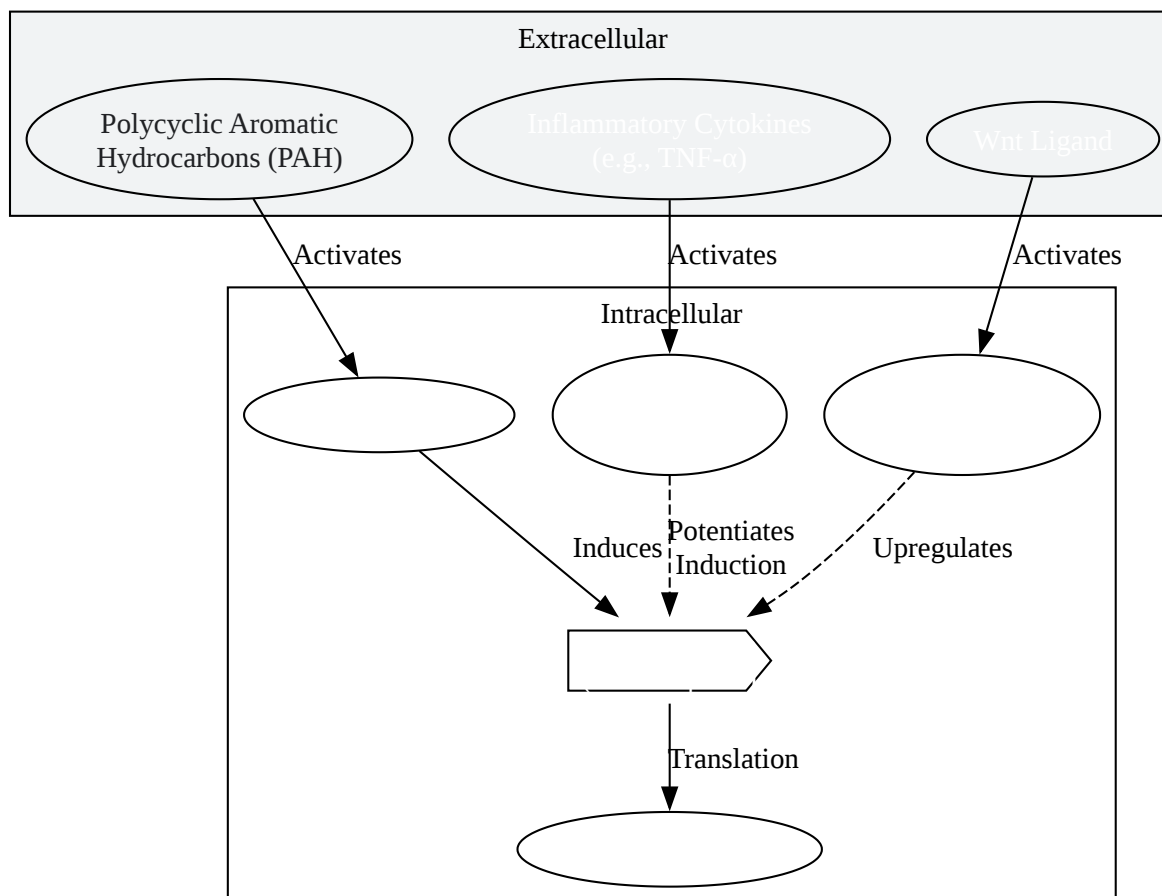 Extracellular
Polycyclic Aromatic
Hydrocarbons (PAH)
Inflammatory Cytokines
(e.g., TNF-α)
Wnt Ligand
Activates
Activates
Activates
Intracellular
Induces
Potentiates
Induction
Upregulates
Translation